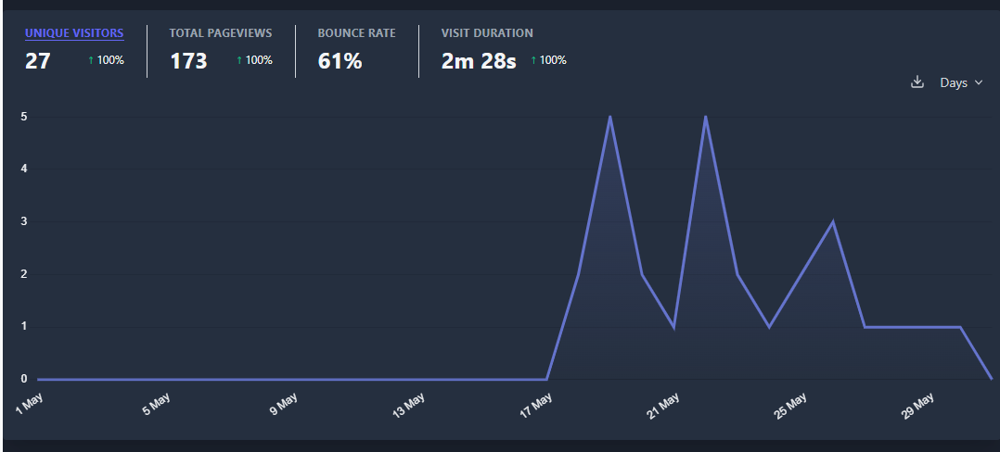 UNIQUE VISITORS
27 ↑ 100%
TOTAL PAGEVIEWS
173 ↑ 100%
BOUNCE RATE
61%
VISIT DURATION
2m 28s ↑ 100%
Days
5
4
3
2
1
0
1 May
5 May
9 May
13 May
17 May
21 May
25 May
29 May